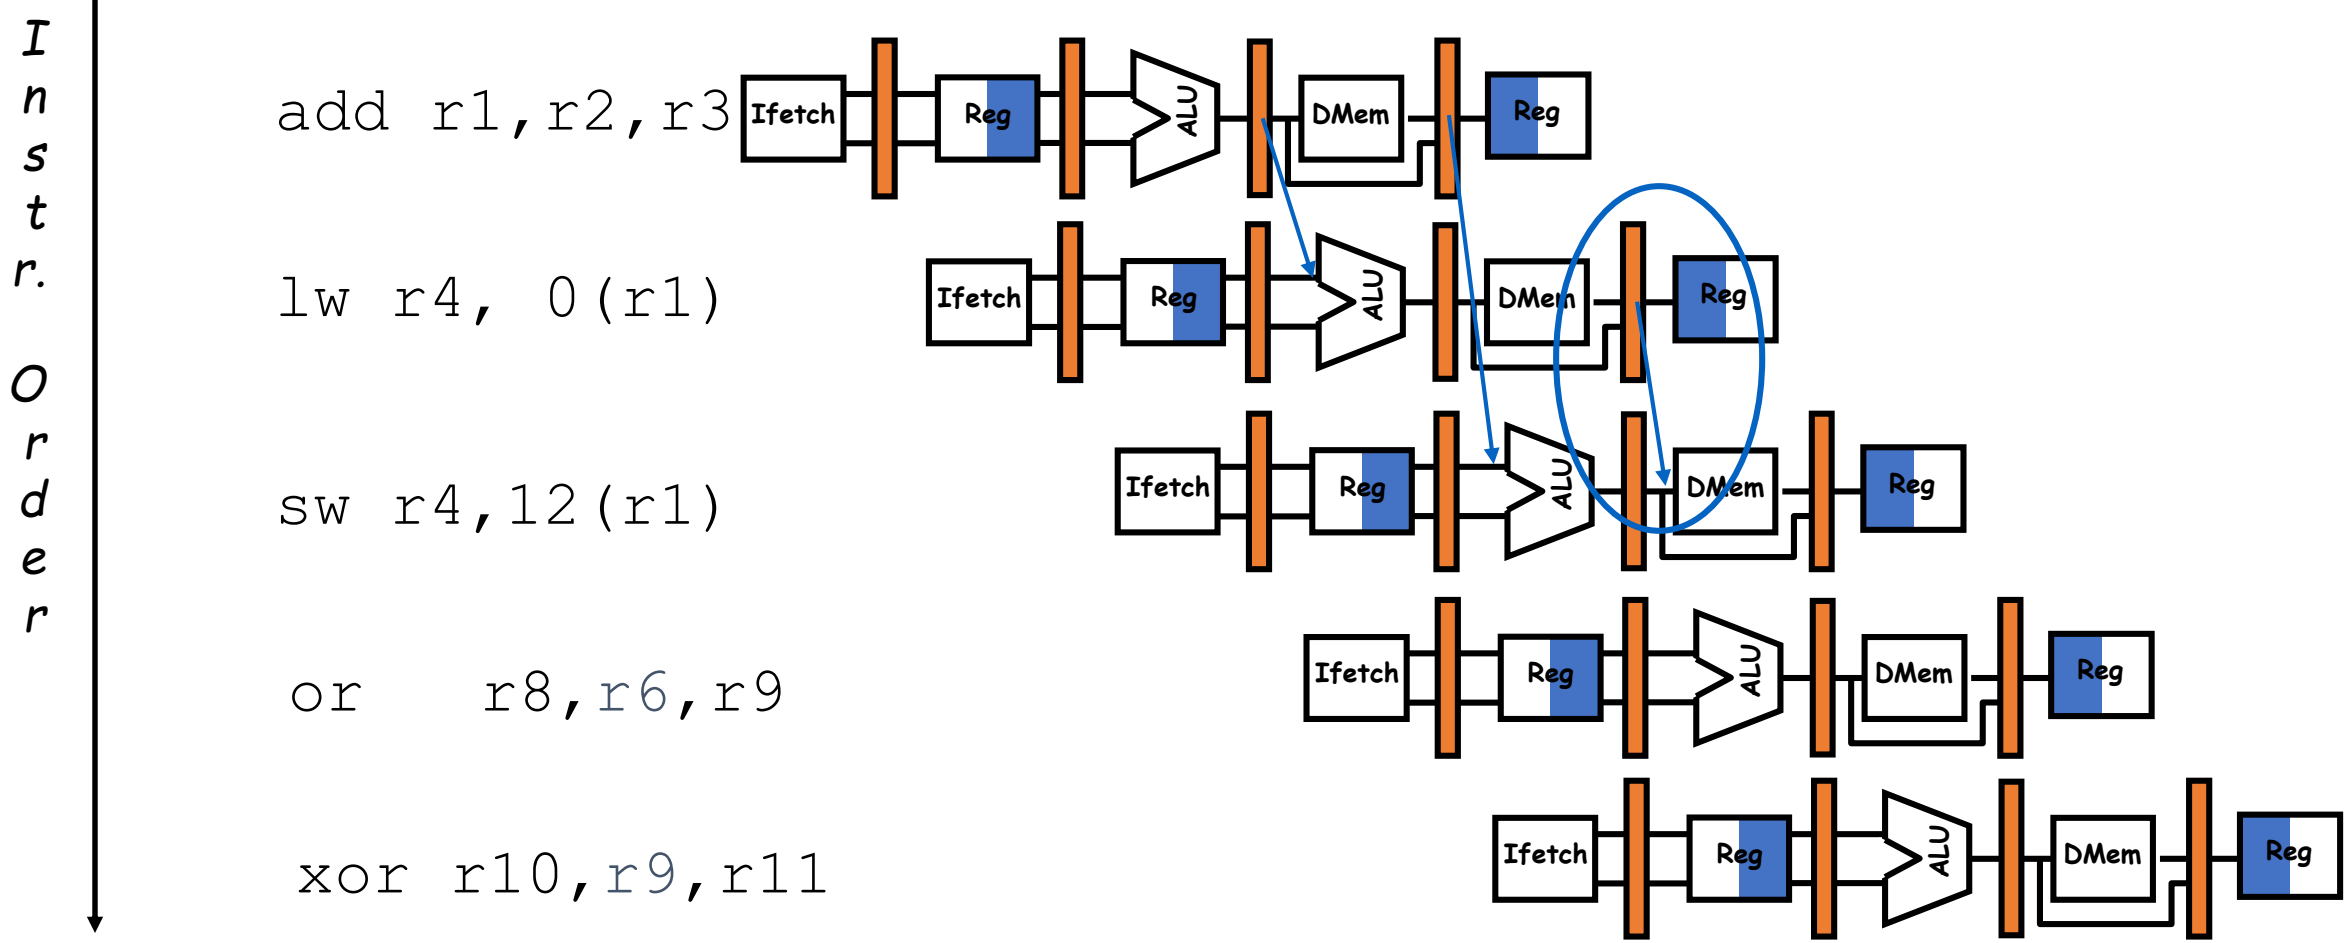 Instr. Order
add r1,r2,r3 Ifetch Reg ALU DMem Reg
lw r4, 0(r1) Ifetch Reg ALU DMem Reg
sw r4,12(r1) Ifetch Reg ALU DMem Reg
or r8,r6,r9 Ifetch Reg ALU DMem Reg
xor r10,r9,r11 Ifetch Reg ALU DMem Reg